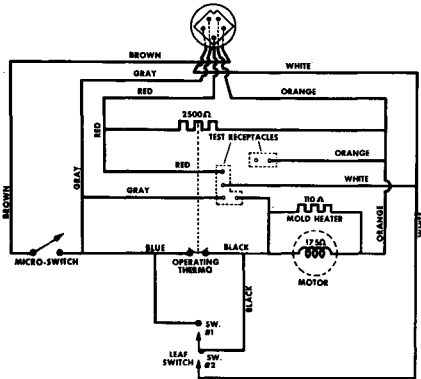 BROWN
WHITE
GRAY
RED
ORANGE
2500Ω
TEST RECEPTACLES
RED
ORANGE
RED
WHITE
GRAY
110 Ω
MOLD HEATER
GRAY
BROWN
ORANGE
17.5Ω
BLUE
BLACK
MICRO-SWITCH
OPERATING
THERMO
MOTOR
BLACK
SW.
#1
LEAF
SWITCH
SW.
#2